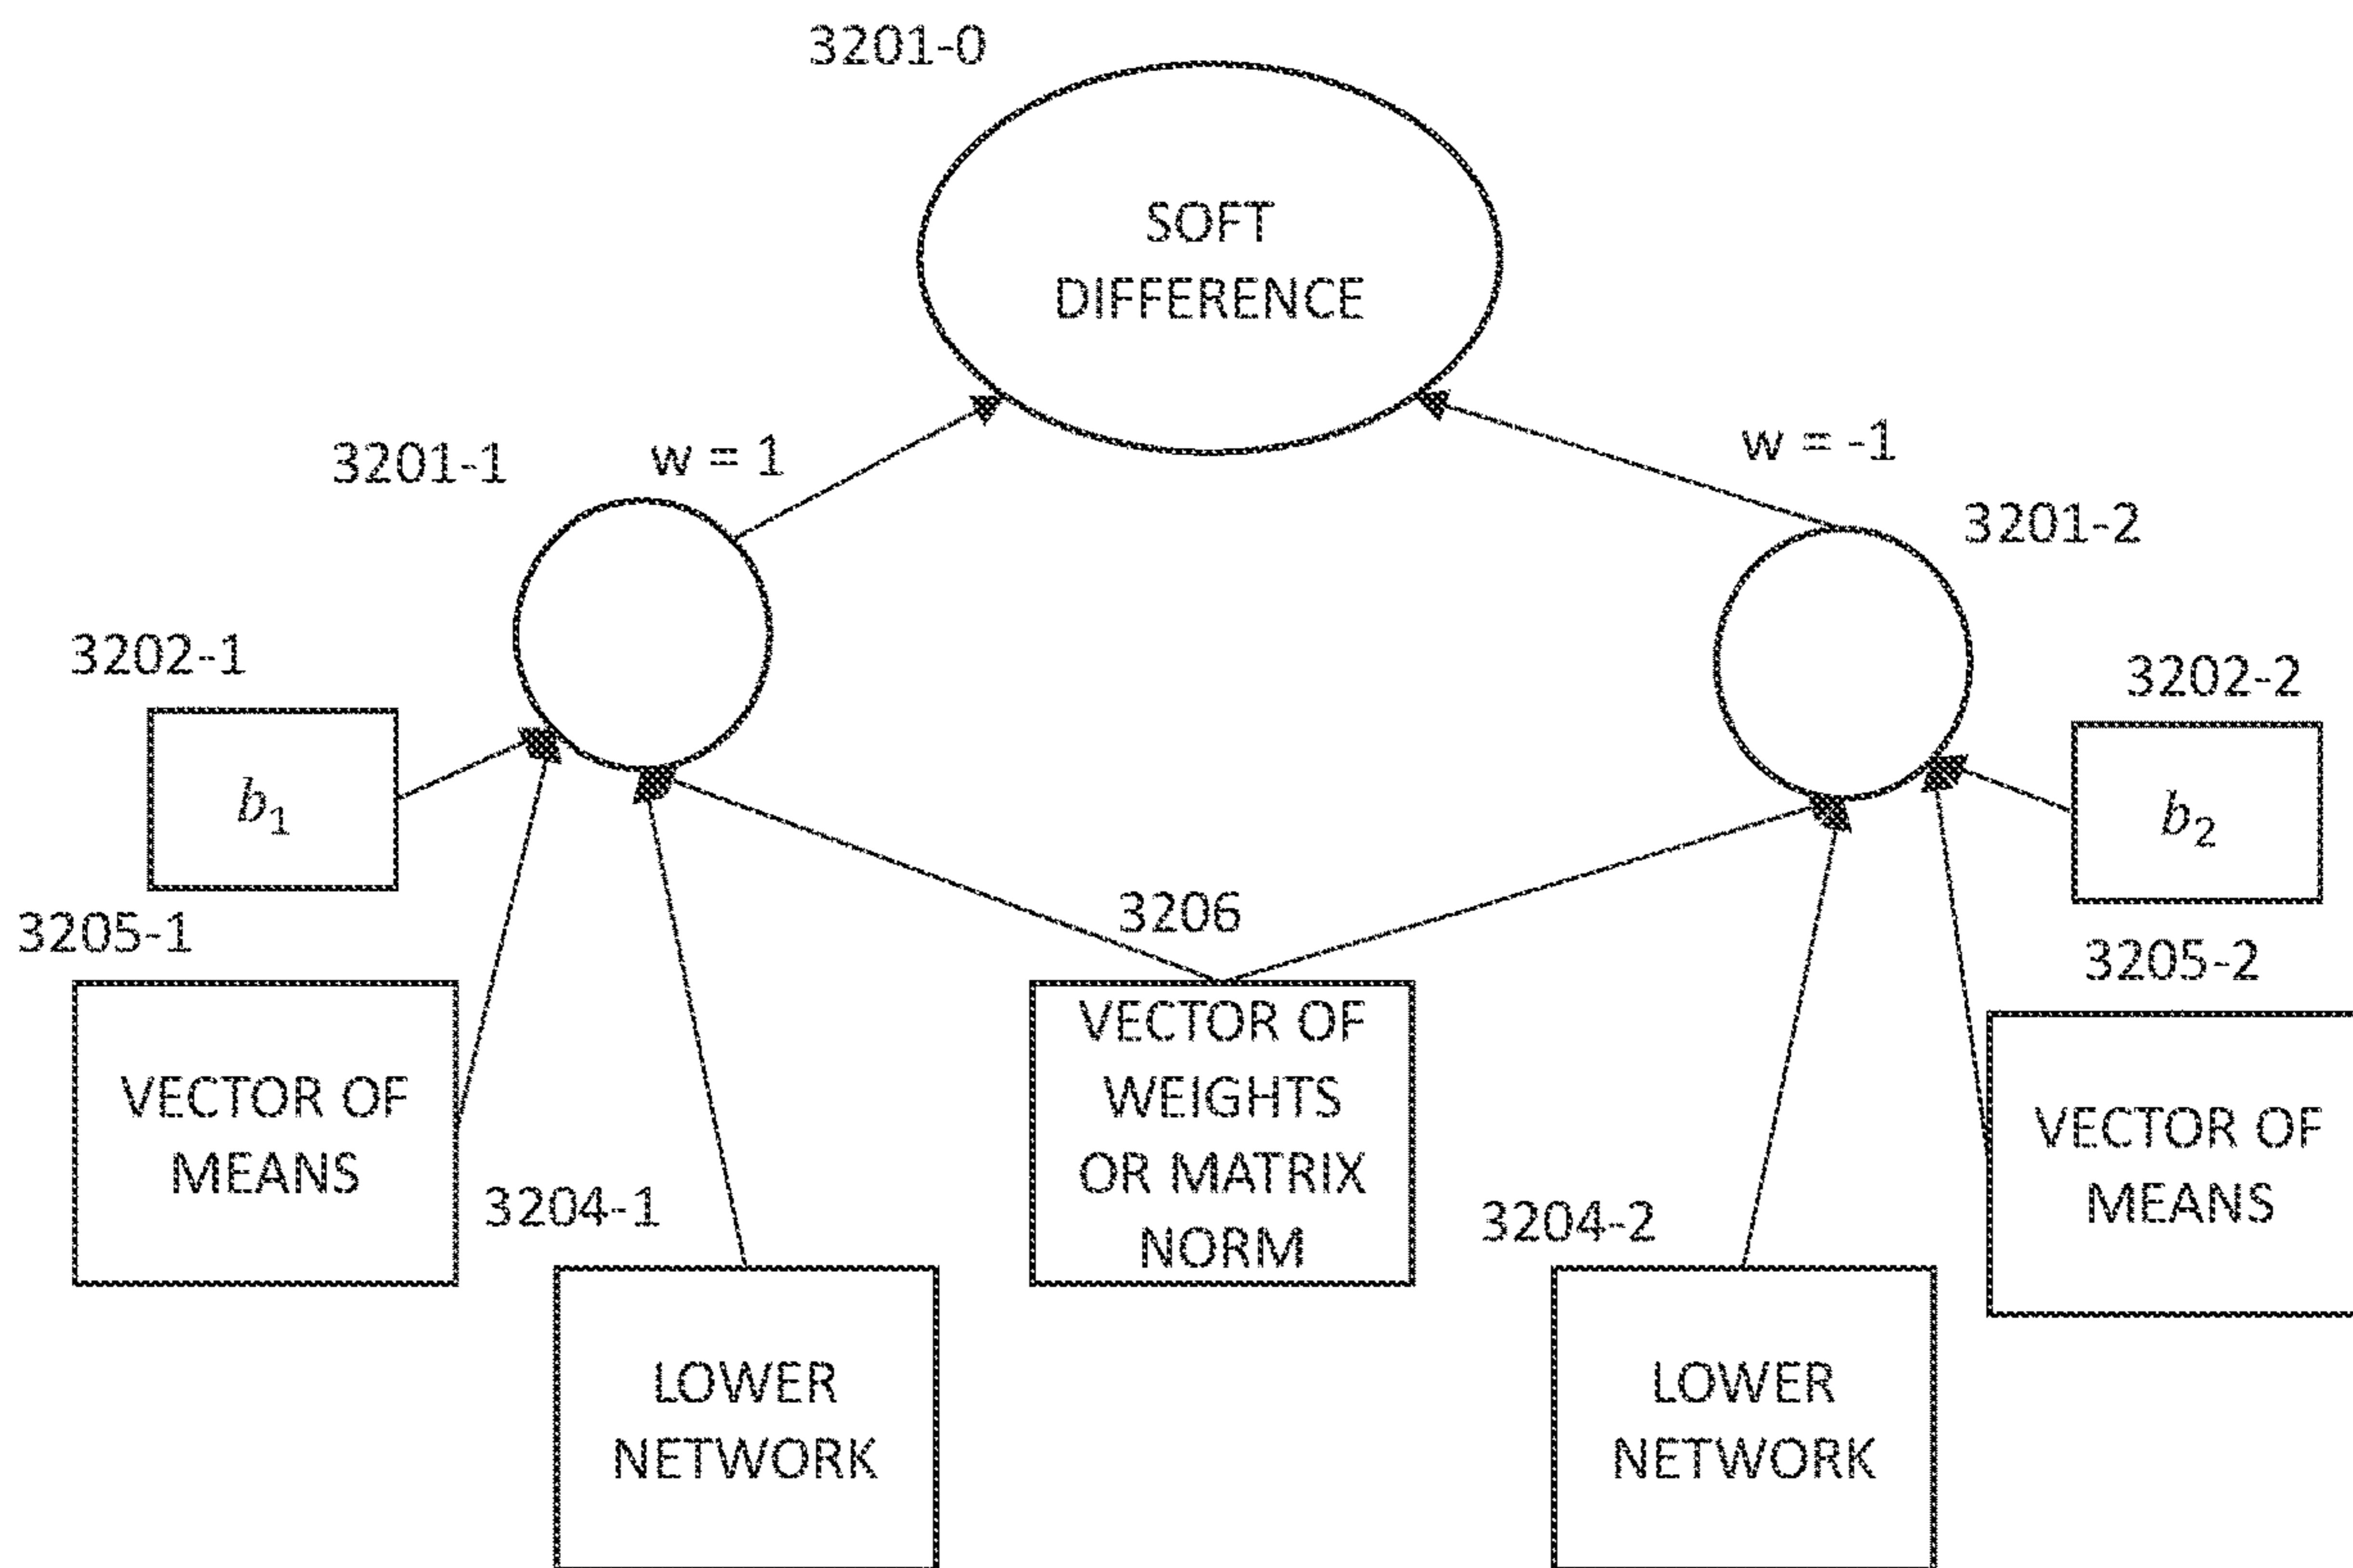 3201-0
SOFT
DIFFERENCE
3201-1
w = 1
w = -1
3201-2
3202-1
b₁
3202-2
b₂
3205-1
VECTOR OF
MEANS
3206
VECTOR OF
WEIGHTS
OR MATRIX
NORM
3205-2
VECTOR OF
MEANS
3204-1
LOWER
NETWORK
3204-2
LOWER
NETWORK